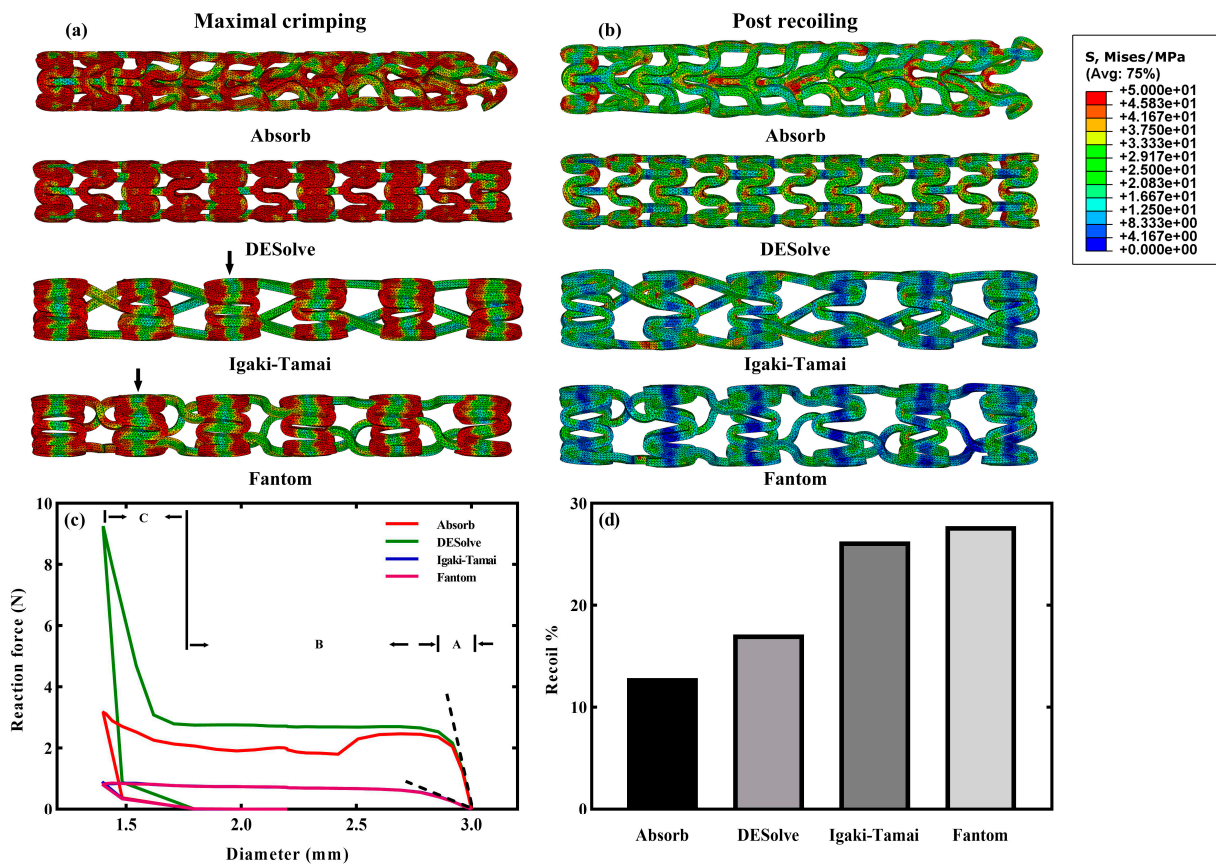 (a) Maximal crimping
(b) Post recoiling
S, Mises/MPa
(Avg: 75%)
+5.000e+01
+4.583e+01
+4.167e+01
+3.750e+01
+3.333e+01
+2.917e+01
+2.500e+01
+2.083e+01
+1.667e+01
+1.250e+01
+8.333e+00
+4.167e+00
+0.000e+00
Absorb
Absorb
DESolve
DESolve
Igaki-Tamai
Igaki-Tamai
Fantom
Fantom
(c)
C
B
A
Absorb
DESolve
Igaki-Tamai
Fantom
Reaction force (N)
10
8
6
4
2
0
1.5 2.0 2.5 3.0
Diameter (mm)
(d)
Recoil %
30
20
10
0
Absorb DESolve Igaki-Tamai Fantom